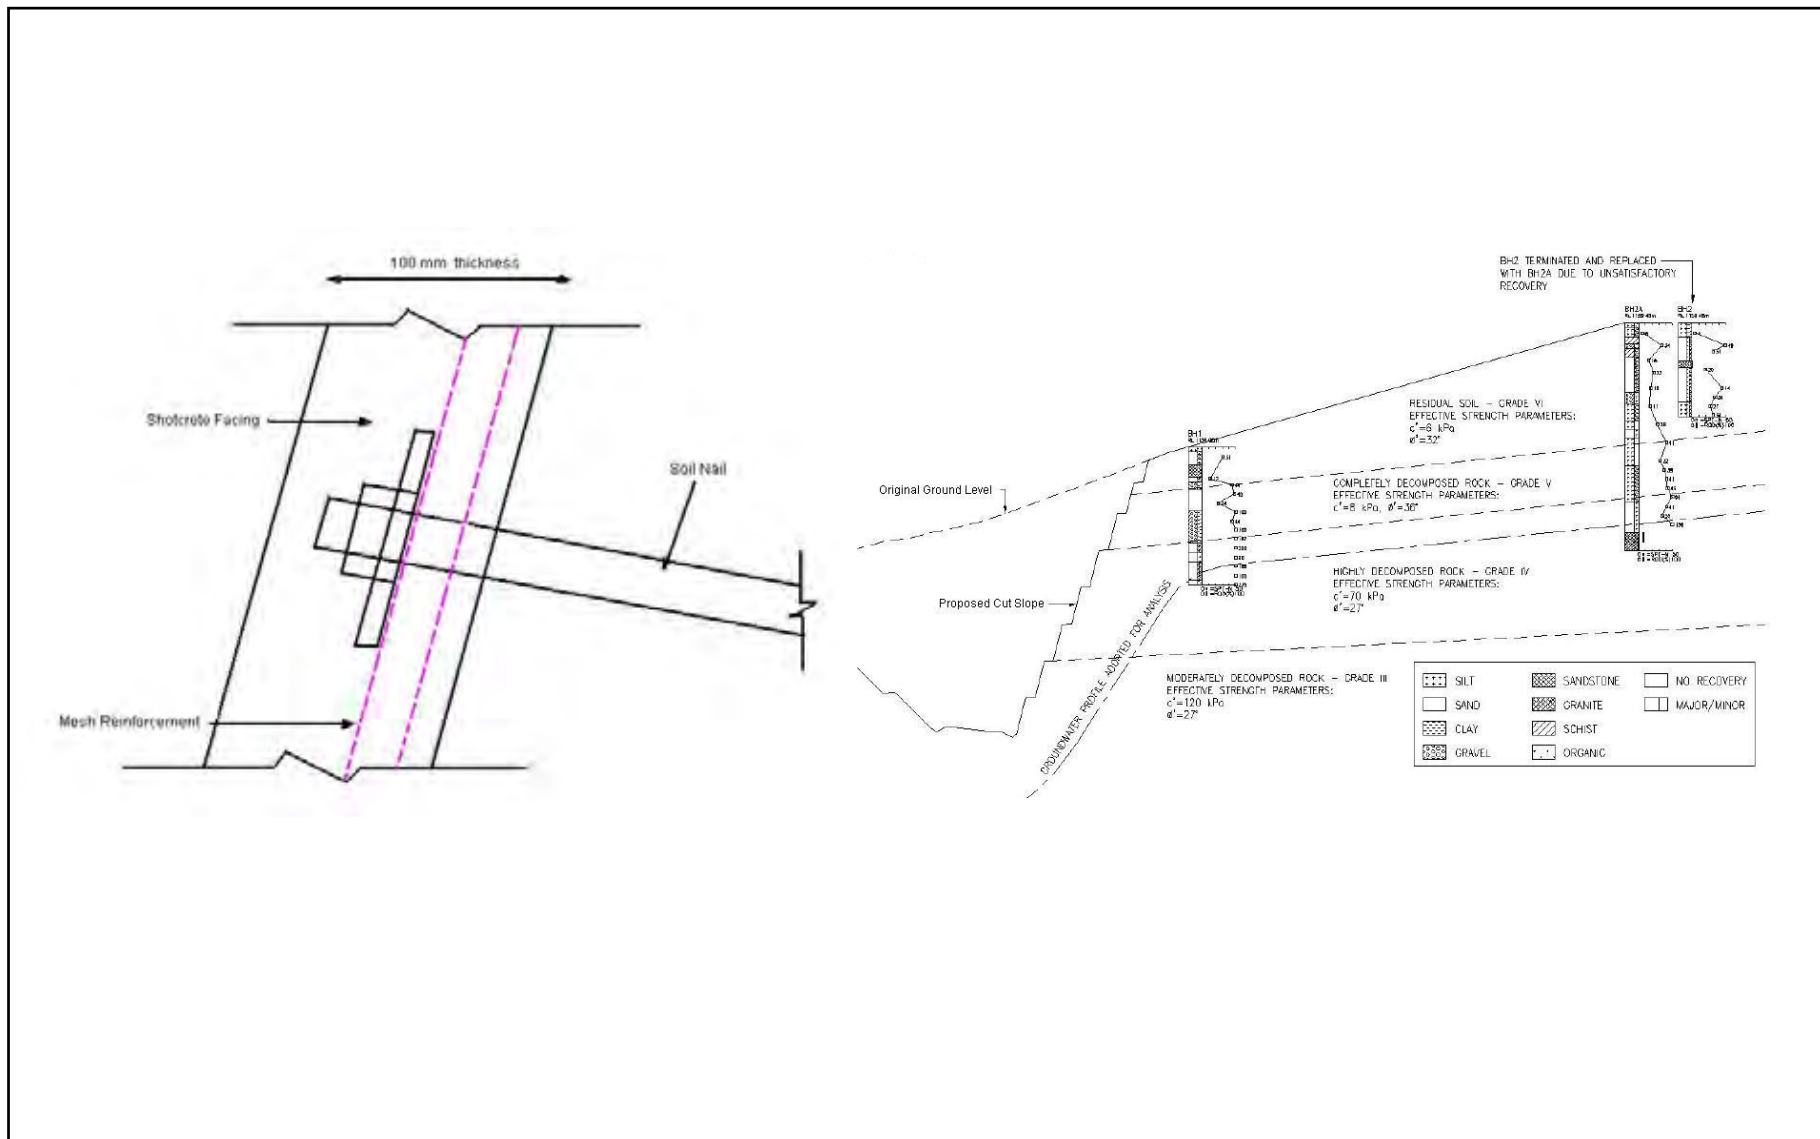 100 mm thickness
Shotcrete Facing
Soil Nail
Mesh Reinforcement
BH2 TERMINATED AND REPLACED
WITH BH2A DUE TO UNSATISFACTORY
RECOVERY
BH2A
BH2
RESIDUAL SOIL – GRADE VI
EFFECTIVE STRENGTH PARAMETERS:
c'=6 kPa
ø'=32°
BH1
Original Ground Level
COMPLETELY DECOMPOSED ROCK – GRADE V
EFFECTIVE STRENGTH PARAMETERS:
c'=8 kPa, ø'=36°
HIGHLY DECOMPOSED ROCK – GRADE IV
EFFECTIVE STRENGTH PARAMETERS:
c'=70 kPa
ø'=27°
Proposed Cut Slope
GROUNDWATER PROFILE ADOPTED FOR ANALYSIS
MODERATELY DECOMPOSED ROCK – GRADE III
EFFECTIVE STRENGTH PARAMETERS:
c'=120 kPa
ø'=27°
SILT
SANDSTONE
NO RECOVERY
SAND
GRANITE
MAJOR/MINOR
CLAY
SCHIST
GRAVEL
ORGANIC